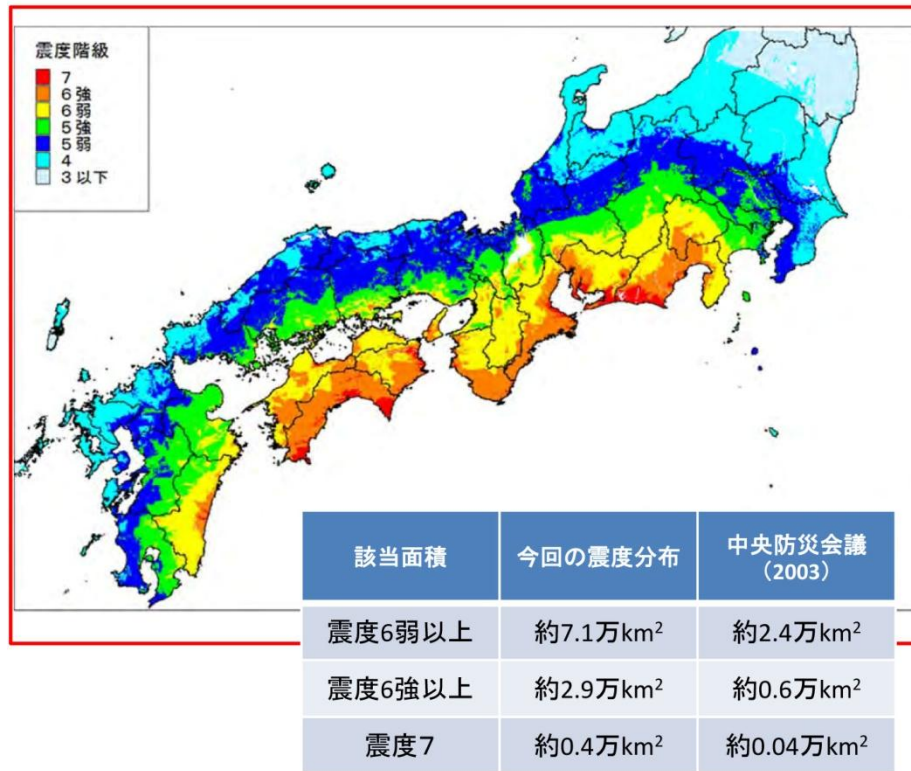 震度階級
7
6強
6弱
5強
5弱
4
3以下
該当面積 今回の震度分布 中央防災会議
（2003）
震度6弱以上 約7.1万km² 約2.4万km²
震度6強以上 約2.9万km² 約0.6万km²
震度7 約0.4万km² 約0.04万km²